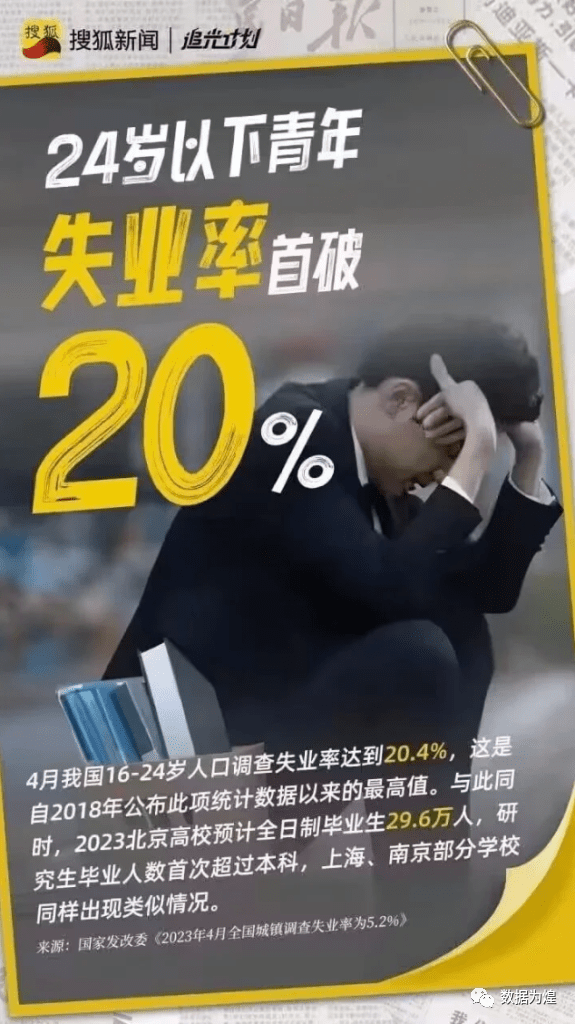 搜狐
搜狐新闻
追光计划
24岁以下青年
失业率首破
20%
4月我国16-24岁人口调查失业率达到20.4%，这是
自2018年公布此项统计数据以来的最高值。与此同
时，2023北京高校预计全日制毕业生29.6万人，研
究生毕业人数首次超过本科，上海、南京部分学校
同样出现类似情况。
来源：国家发改委《2023年4月全国城镇调查失业率为5.2%》
数据为煌